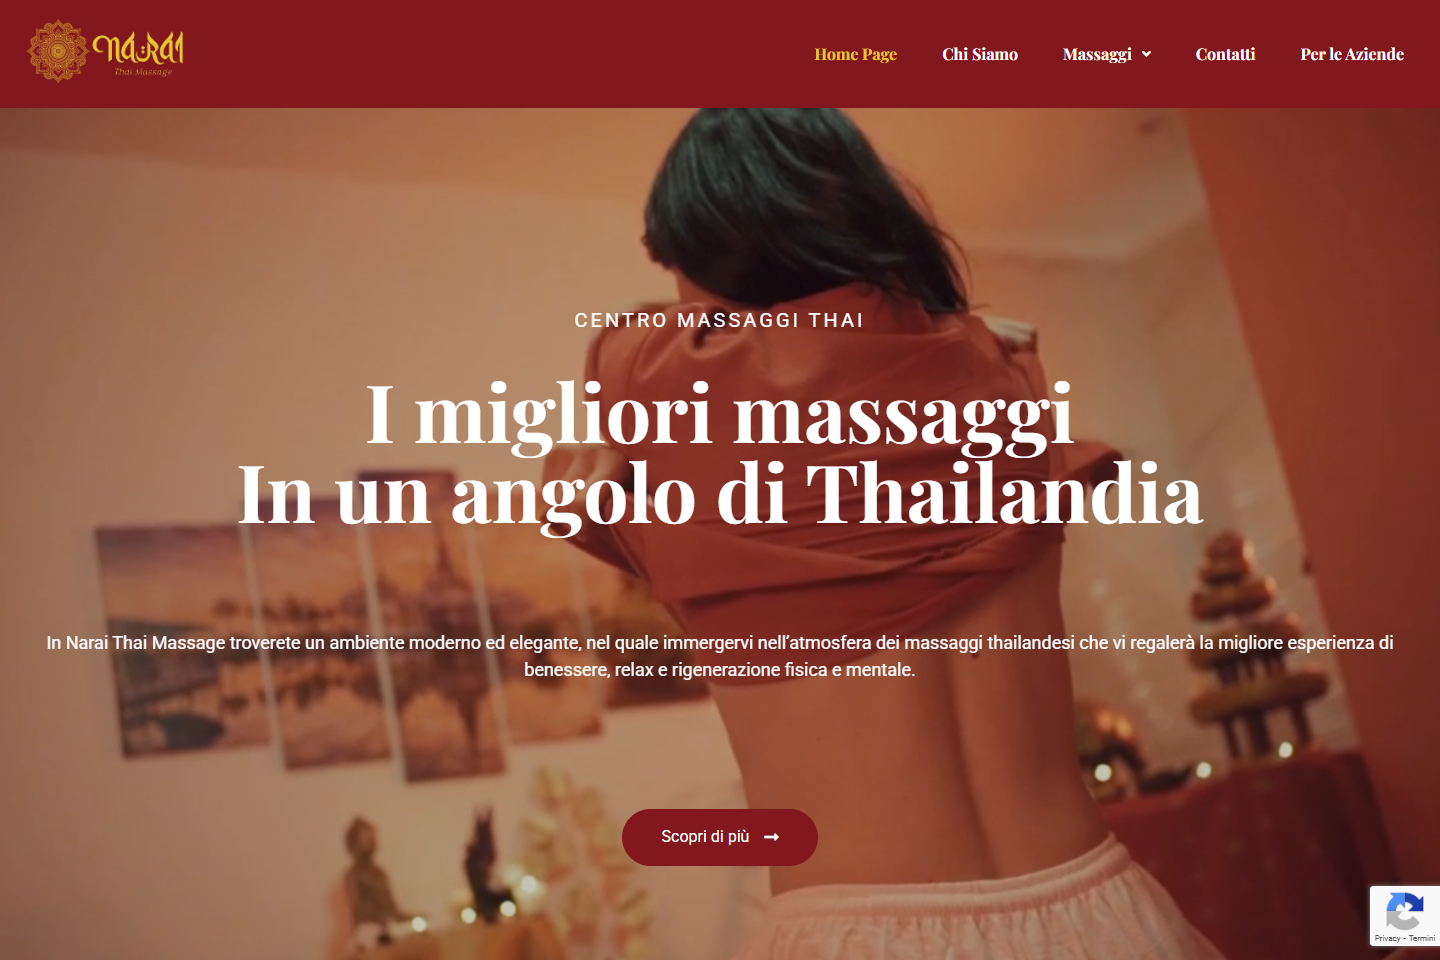 NARAI
Thai Massage
Home Page
Chi Siamo
Massaggi
Contatti
Per le Aziende
CENTRO MASSAGGI THAI
I migliori massaggi
In un angolo di Thailandia
In Narai Thai Massage troverete un ambiente moderno ed elegante, nel quale immergervi nell’atmosfera dei massaggi thailandesi che vi regalerà la migliore esperienza di
benessere, relax e rigenerazione fisica e mentale.
Scopri di più
Privacy - Termini